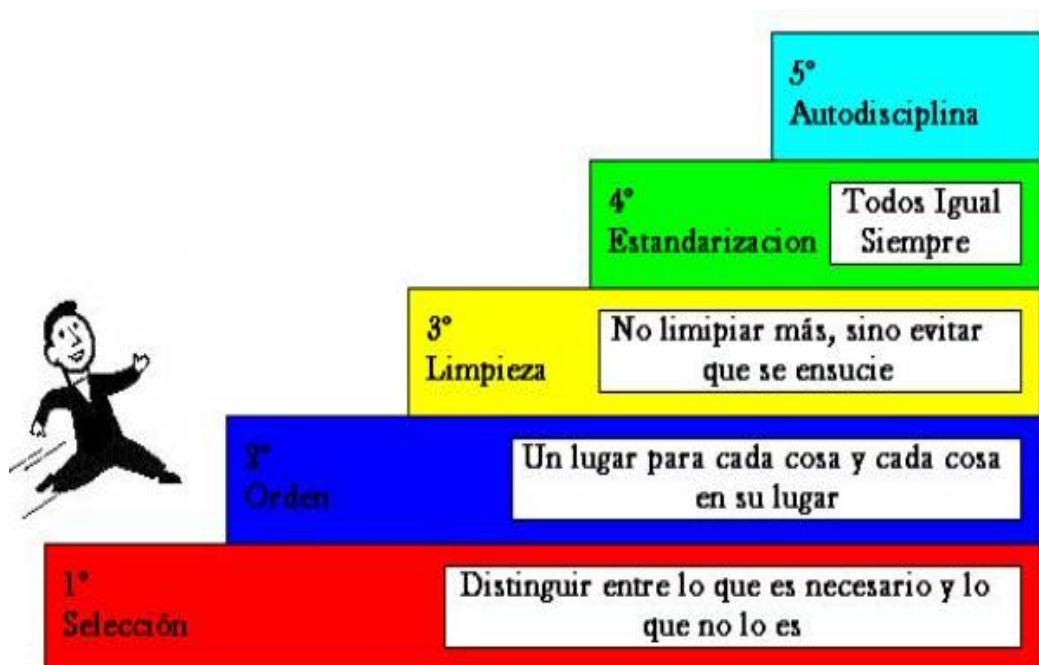 5°
Autodisciplina
4°
Estandarizacion
Todos Igual
Siempre
3°
Limpieza
No limipiar más, sino evitar
que se ensucie
2°
Orden
Un lugar para cada cosa y cada cosa
en su lugar
1°
Selección
Distinguir entre lo que es necesario y lo
que no lo es